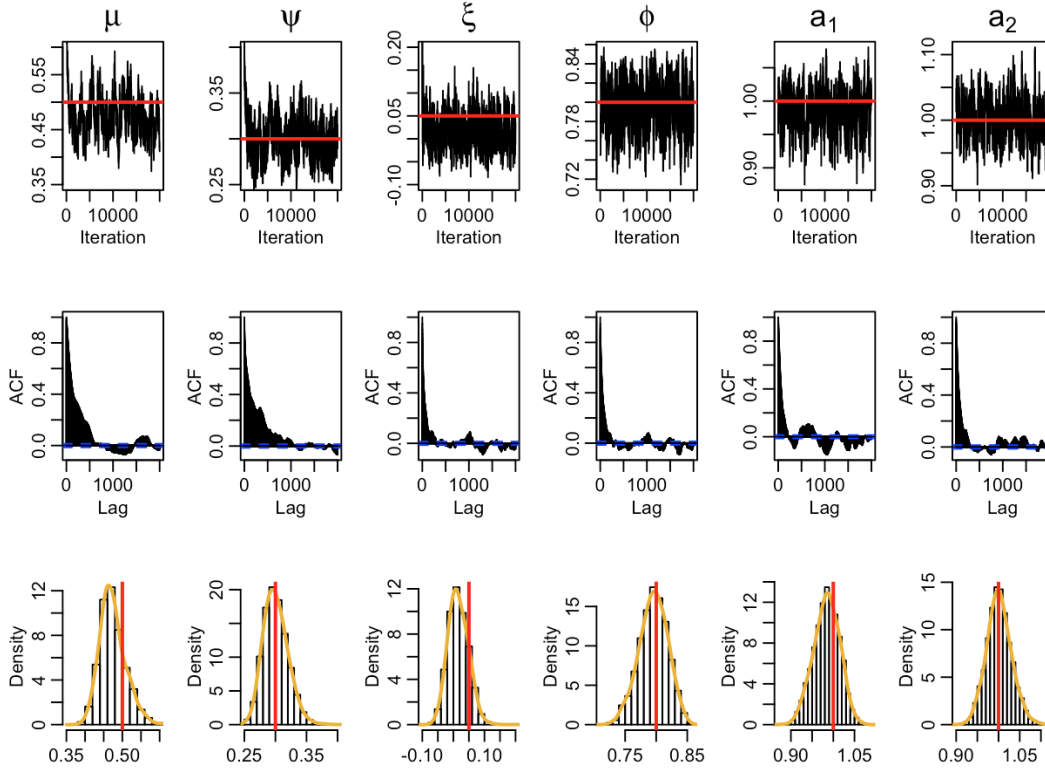 μ ψ ξ ϕ a1 a2
0.35 0.45 0.55
0 10000
Iteration
0.25 0.35
0 10000
Iteration
-0.10 0.05 0.20
0 10000
Iteration
0.72 0.78 0.84
0 10000
Iteration
0.90 1.00
0 10000
Iteration
0.90 1.00 1.10
0 10000
Iteration
ACF
0.0 0.4 0.8
0 1000
Lag
ACF
0.0 0.4 0.8
0 1000
Lag
ACF
0.0 0.4 0.8
0 1000
Lag
ACF
0.0 0.4 0.8
0 1000
Lag
ACF
0.0 0.4 0.8
0 1000
Lag
ACF
0.0 0.4 0.8
0 1000
Lag
Density
0 4 8 12
0.35 0.50
Density
0 5 10 20
0.25 0.35
Density
0 4 8 12
-0.10 0.10
Density
0 5 10 15
0.75 0.85
Density
0 4 8 12
0.90 1.05
Density
0 5 10 15
0.90 1.05